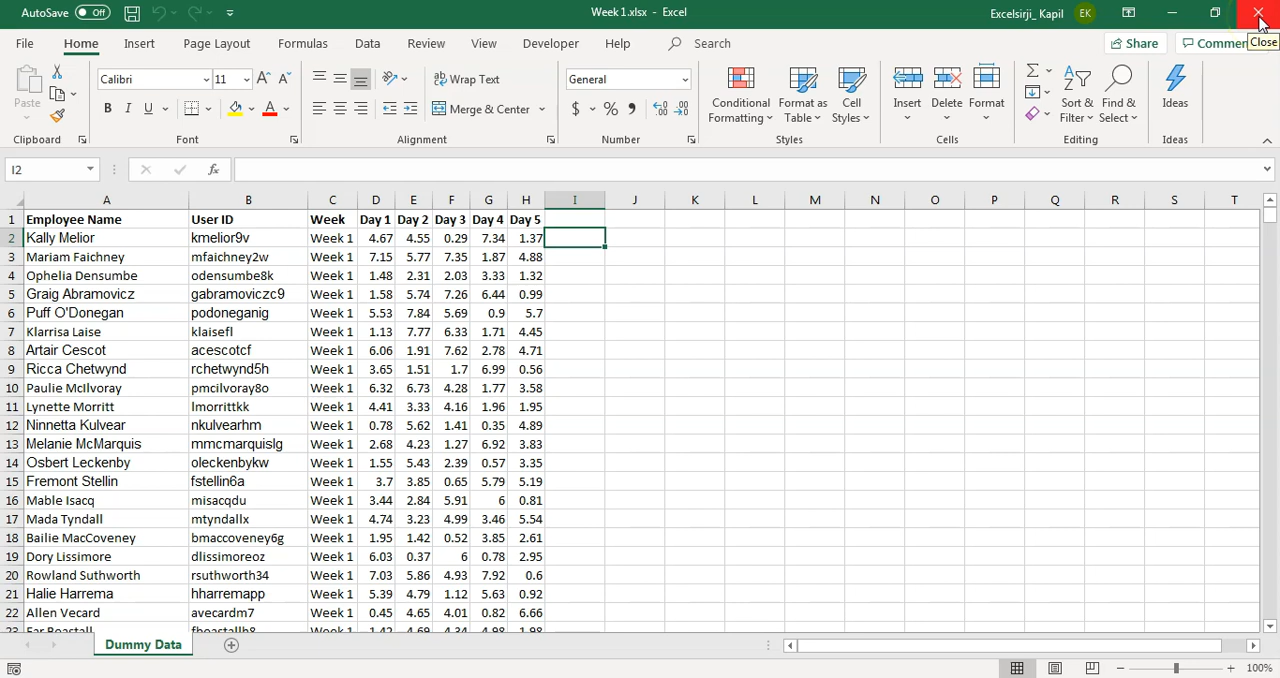 AutoSave Off Week 1.xlsx - Excel Excelsirji_ Kapil EK
Close
File Home Insert Page Layout Formulas Data Review View Developer Help Search Share Commen
Paste
Clipboard
Calibri 11
B I U A
Font
Wrap Text
Merge & Center
Alignment
General
$ % 9
Number
Conditional Formatting
Format as Table
Cell Styles
Styles
Insert Delete Format
Cells
Sort & Filter
Find & Select
Editing
Ideas
Ideas
I2 fx
A B C D E F G H I J K L M N O P Q R S T
1 Employee Name User ID Week Day 1 Day 2 Day 3 Day 4 Day 5
2 Kally Melior kmelior9v Week 1 4.67 4.55 0.29 7.34 1.37
3 Mariam Faichney mfaichney2w Week 1 7.15 5.77 7.35 1.87 4.88
4 Ophelia Densumbe odensumbe8k Week 1 1.48 2.31 2.03 3.33 1.32
5 Graig Abramovicz gabramoviczc9 Week 1 1.58 5.74 7.26 6.44 0.99
6 Puff O'Donegan podoneganig Week 1 5.53 7.84 5.69 0.9 5.7
7 Klarrisa Laise klaisefl Week 1 1.13 7.77 6.33 1.71 4.45
8 Artair Cescot acescotcf Week 1 6.06 1.91 7.62 2.78 4.71
9 Ricca Chetwynd rchetwynd5h Week 1 3.65 1.51 1.7 6.99 0.56
10 Paulie McIlvoray pmcilvoray8o Week 1 6.32 6.73 4.28 1.77 3.58
11 Lynette Morritt lmorrittkk Week 1 4.41 3.33 4.16 1.96 1.95
12 Ninnetta Kulvear nkulvearhm Week 1 0.78 5.62 1.41 0.35 4.89
13 Melanie McMarquis mmcmarquislg Week 1 2.68 4.23 1.27 6.92 3.83
14 Osbert Leckenby oleckenbykw Week 1 1.55 5.43 2.39 0.57 3.35
15 Fremont Stellin fstellin6a Week 1 3.7 3.85 0.65 5.79 5.19
16 Mable Isacq misacqdu Week 1 3.44 2.84 5.91 6 0.81
17 Mada Tyndall mtyndallx Week 1 4.74 3.23 4.99 3.46 5.54
18 Bailie MacCoveney bmaccoveney6g Week 1 1.95 1.42 0.52 3.85 2.61
19 Dory Lissimore dlissimoreoz Week 1 6.03 0.37 6 0.78 2.95
20 Rowland Suthworth rsuthworth34 Week 1 7.03 5.86 4.93 7.92 0.6
21 Halie Harrema hharremapp Week 1 5.39 4.79 1.12 5.63 0.92
22 Allen Vecard avecardm7 Week 1 0.45 4.65 4.01 0.82 6.66
23 Week 1 1.42 4.69 4.34 4.98 1.98
Dummy Data
100%